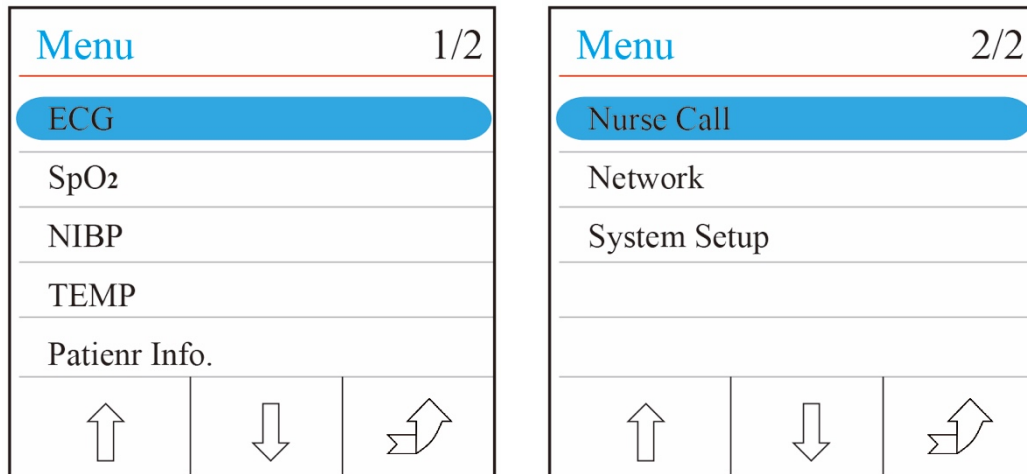 Menu 1/2
ECG
SpO2
NIBP
TEMP
Patienr Info.
Menu 2/2
Nurse Call
Network
System Setup